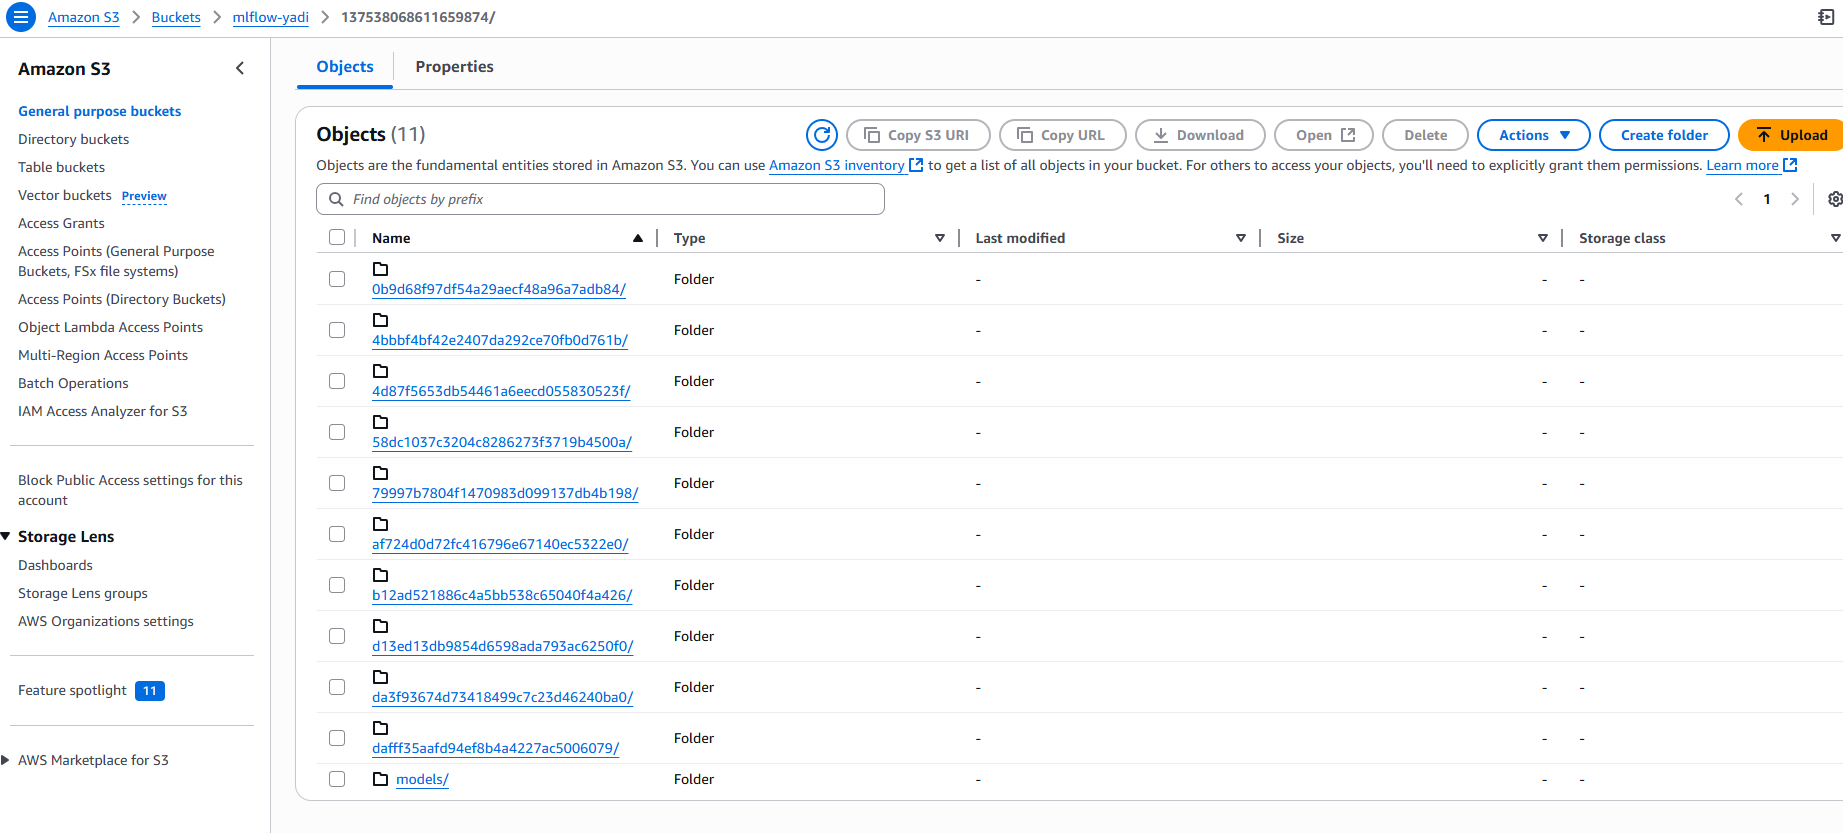 Amazon S3 > Buckets > mlflow-yadi > 137538068611659874/
Amazon S3
General purpose buckets
Directory buckets
Table buckets
Vector buckets Preview
Access Grants
Access Points (General Purpose
Buckets, FSx file systems)
Access Points (Directory Buckets)
Object Lambda Access Points
Multi-Region Access Points
Batch Operations
IAM Access Analyzer for S3
Block Public Access settings for this
account
Storage Lens
Dashboards
Storage Lens groups
AWS Organizations settings
Feature spotlight 11
AWS Marketplace for S3
Objects Properties
Objects (11)
Copy S3 URI Copy URL Download Open Delete Actions Create folder Upload
Objects are the fundamental entities stored in Amazon S3. You can use Amazon S3 inventory to get a list of all objects in your bucket. For others to access your objects, you'll need to explicitly grant them permissions. Learn more
Find objects by prefix 1
Name Type Last modified Size Storage class
0b9d68f97df54a29aecf48a96a7adb84/ Folder - - -
4bbbf4bf42e2407da292ce70fb0d761b/ Folder - - -
4d87f5653db54461a6eecd055830523f/ Folder - - -
58dc1037c3204c8286273f3719b4500a/ Folder - - -
79997b7804f1470983d099137db4b198/ Folder - - -
af724d0d72fc416796e67140ec5322e0/ Folder - - -
b12ad521886c4a5bb538c65040f4a426/ Folder - - -
d13ed13db9854d6598ada793ac6250f0/ Folder - - -
da3f93674d73418499c7c23d46240ba0/ Folder - - -
dafff35aafd94ef8b4a4227ac5006079/ Folder - - -
models/ Folder - - -